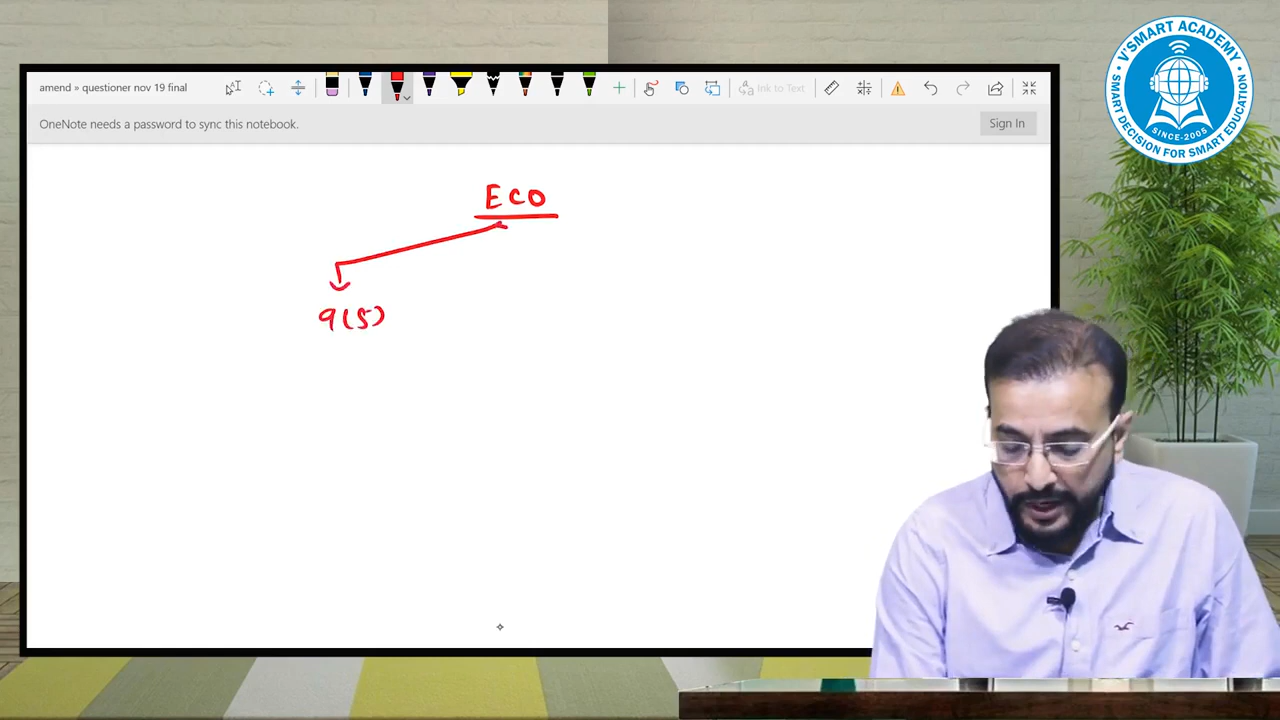 amend » questioner nov 19 final
Ink to Text
OneNote needs a password to sync this notebook.
Sign In
ECO
9(5)
V'SMART ACADEMY
SINCE-2005
SMART DECISION FOR SMART EDUCATION